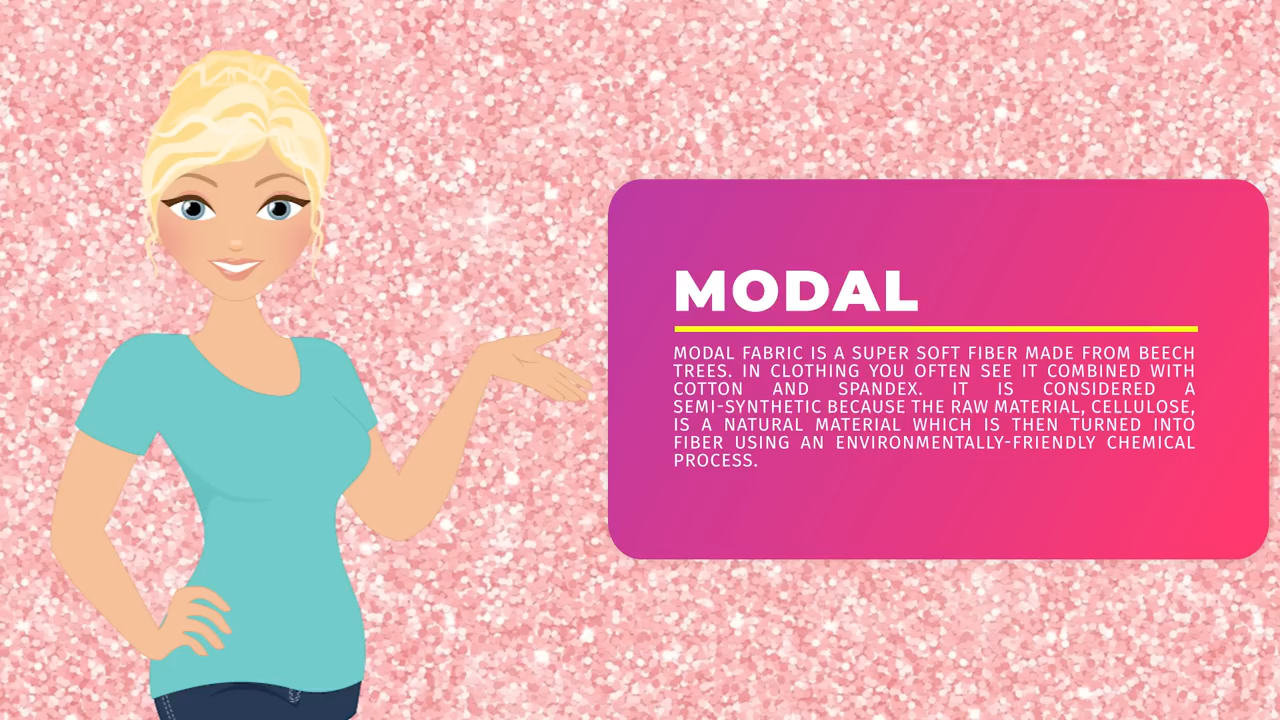 MODAL
MODAL FABRIC IS A SUPER SOFT FIBER MADE FROM BEECH
TREES. IN CLOTHING YOU OFTEN SEE IT COMBINED WITH
COTTON AND SPANDEX. IT IS CONSIDERED A
SEMI-SYNTHETIC BECAUSE THE RAW MATERIAL, CELLULOSE,
IS A NATURAL MATERIAL WHICH IS THEN TURNED INTO
FIBER USING AN ENVIRONMENTALLY-FRIENDLY CHEMICAL
PROCESS.